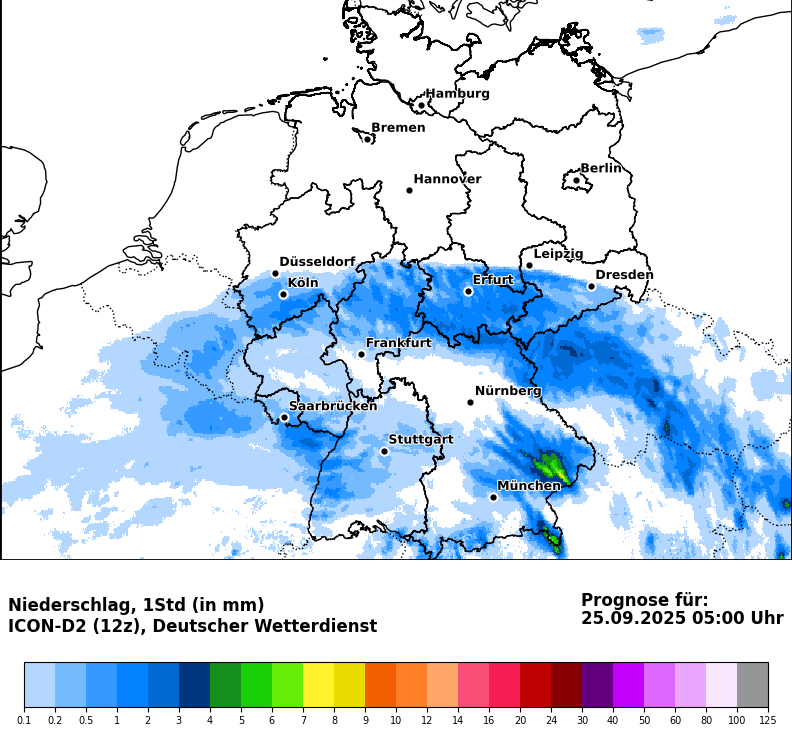 Hamburg
Bremen
Berlin
Hannover
Leipzig
Düsseldorf
Dresden
Köln
Erfurt
Frankfurt
Nürnberg
Saarbrücken
Stuttgart
München
Niederschlag, 1Std (in mm)
ICON-D2 (12z), Deutscher Wetterdienst
Prognose für:
25.09.2025 05:00 Uhr
0.1 0.2 0.5 1 2 3 4 5 6 7 8 9 10 12 14 16 20 24 30 40 50 60 80 100 125